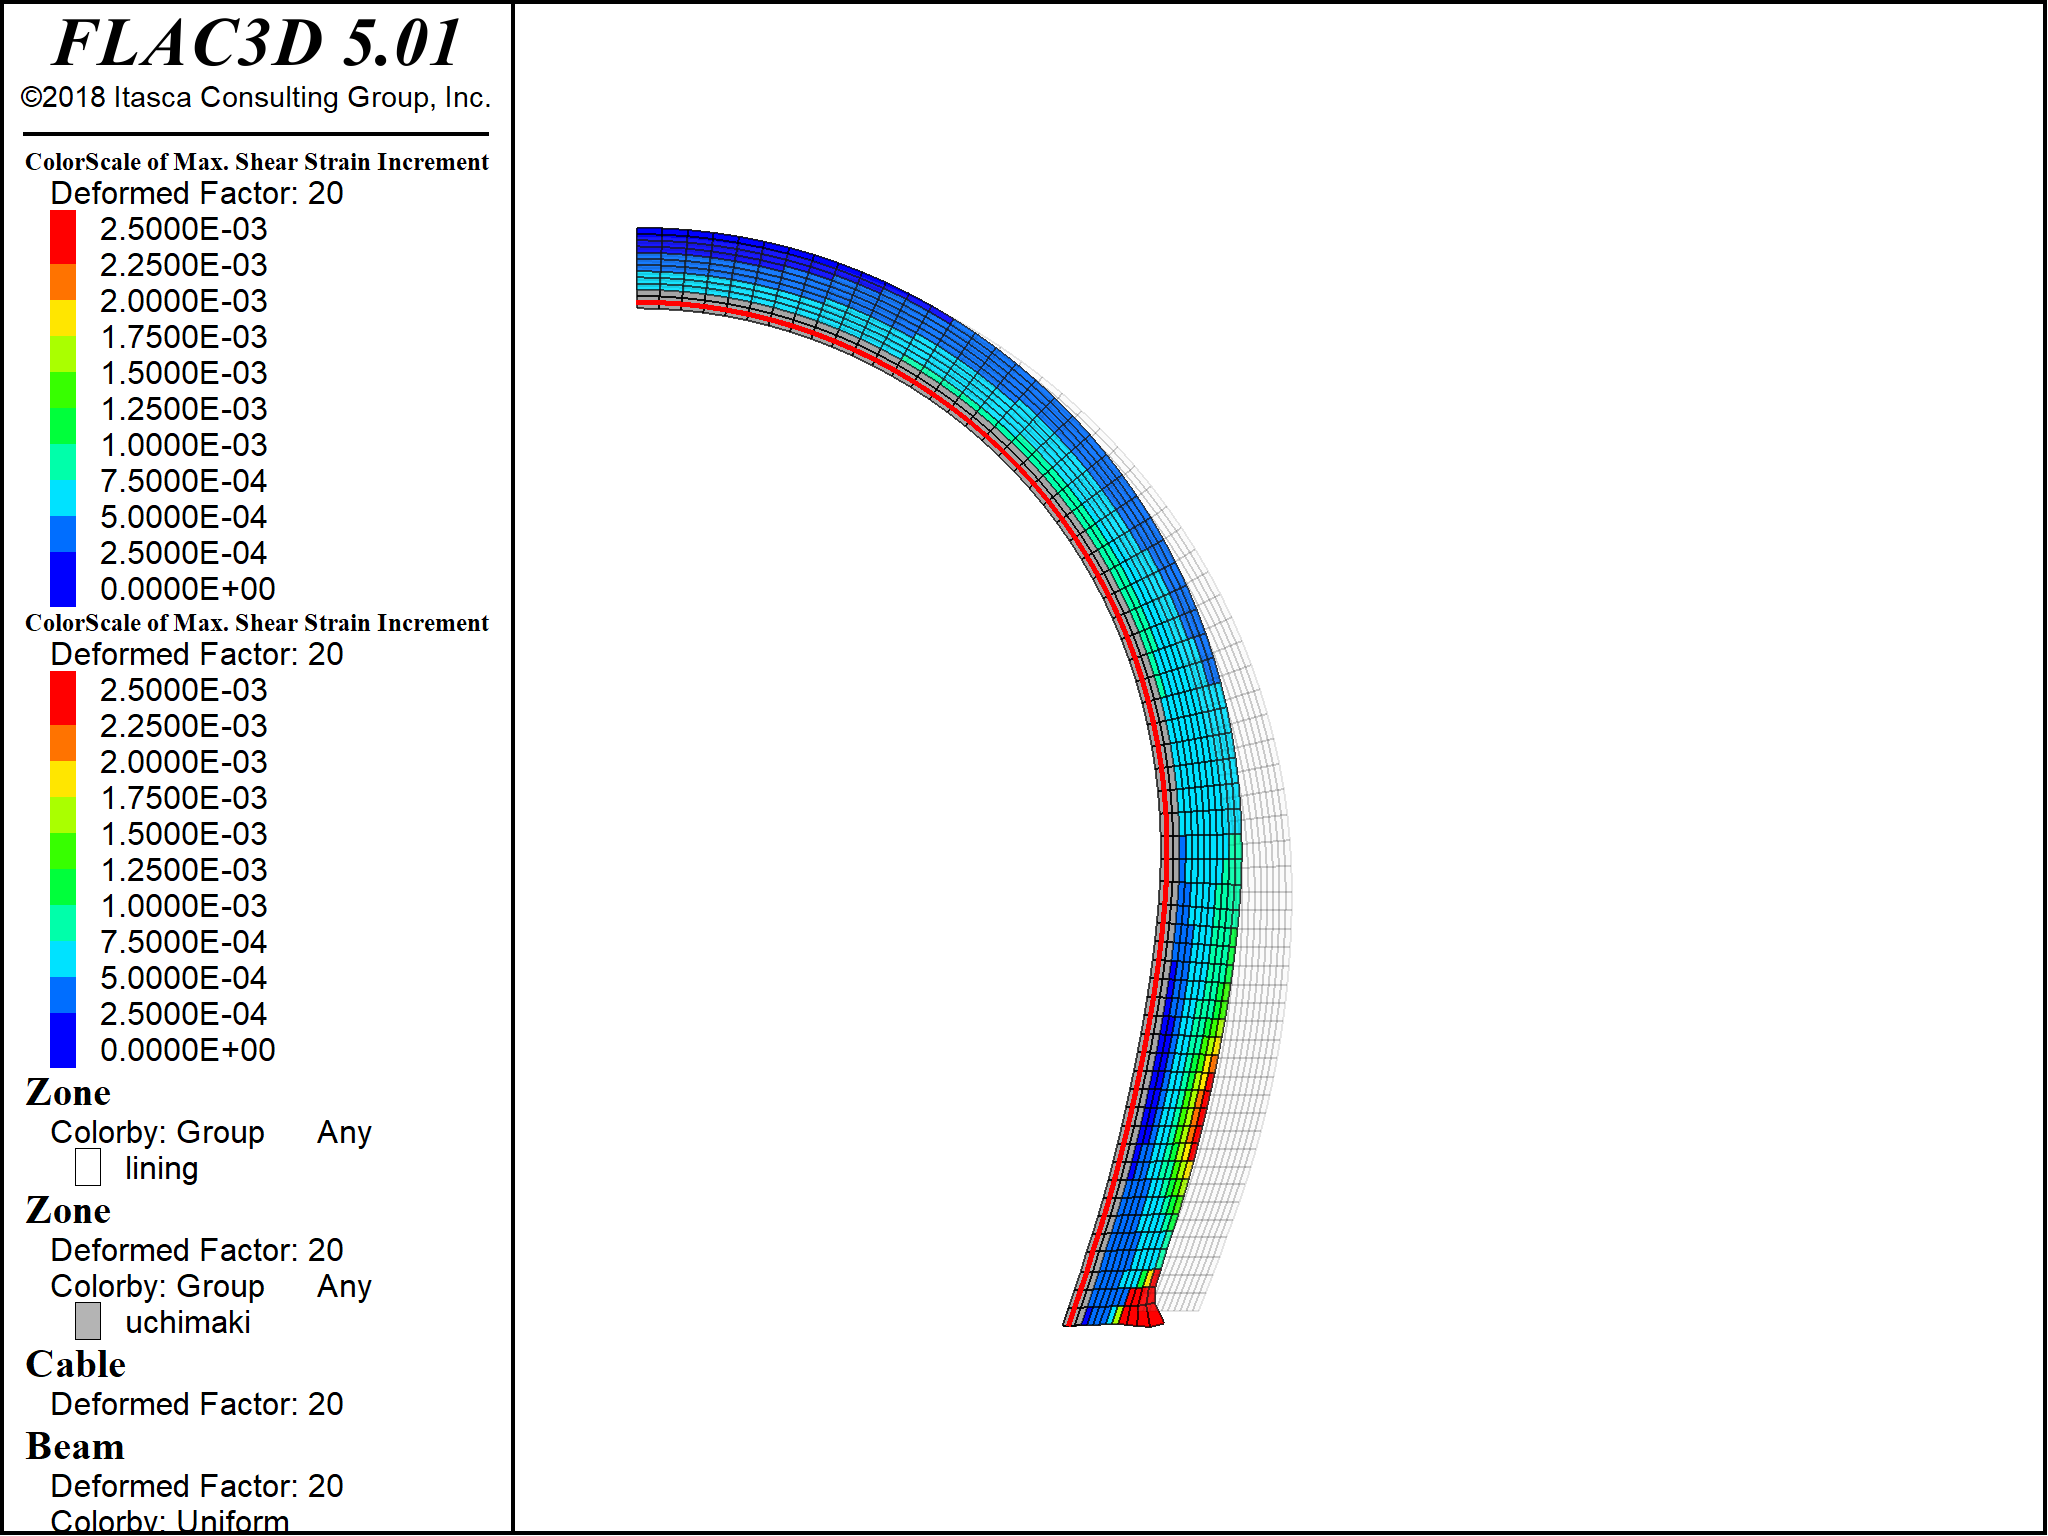 FLAC3D 5.01
©2018 Itasca Consulting Group, Inc.
ColorScale of Max. Shear Strain Increment
Deformed Factor: 20
2.5000E-03
2.2500E-03
2.0000E-03
1.7500E-03
1.5000E-03
1.2500E-03
1.0000E-03
7.5000E-04
5.0000E-04
2.5000E-04
0.0000E+00
ColorScale of Max. Shear Strain Increment
Deformed Factor: 20
2.5000E-03
2.2500E-03
2.0000E-03
1.7500E-03
1.5000E-03
1.2500E-03
1.0000E-03
7.5000E-04
5.0000E-04
2.5000E-04
0.0000E+00
Zone
Colorby: Group Any
lining
Zone
Deformed Factor: 20
Colorby: Group Any
uchimaki
Cable
Deformed Factor: 20
Beam
Deformed Factor: 20
Colorby: Uniform